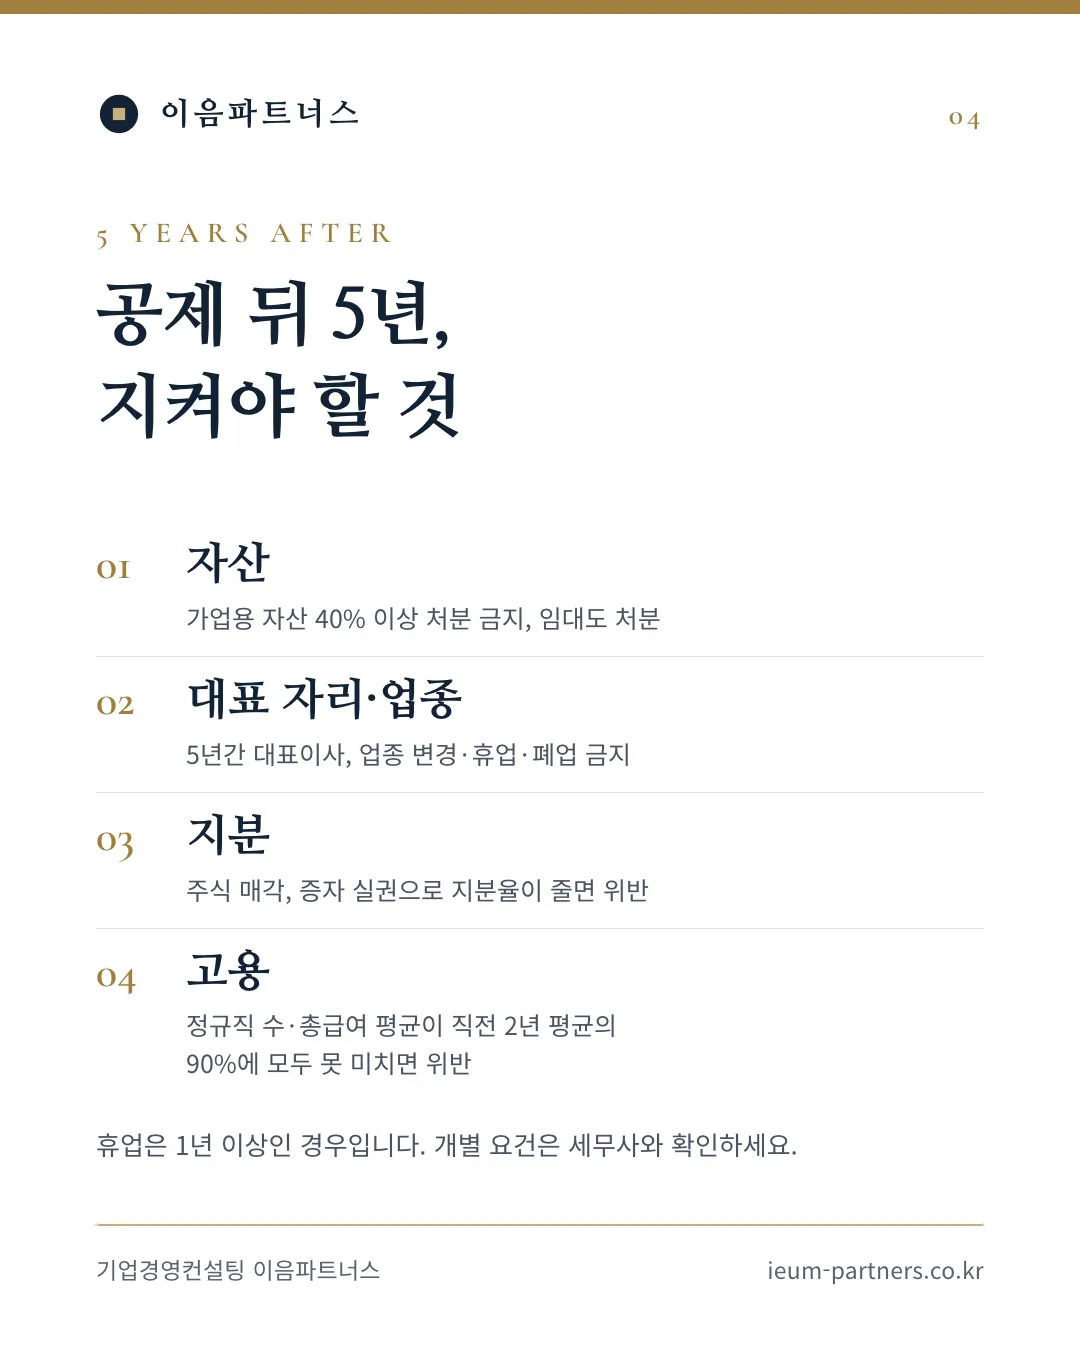 이음파트너스
04
5 YEARS AFTER
공제 뒤 5년,
지켜야 할 것
01 자산
가업용 자산 40% 이상 처분 금지, 임대도 처분
02 대표 자리·업종
5년간 대표이사, 업종 변경·휴업·폐업 금지
03 지분
주식 매각, 증자 실권으로 지분율이 줄면 위반
04 고용
정규직 수·총급여 평균이 직전 2년 평균의
90%에 모두 못 미치면 위반
휴업은 1년 이상인 경우입니다. 개별 요건은 세무사와 확인하세요.
기업경영컨설팅 이음파트너스
ieum-partners.co.kr